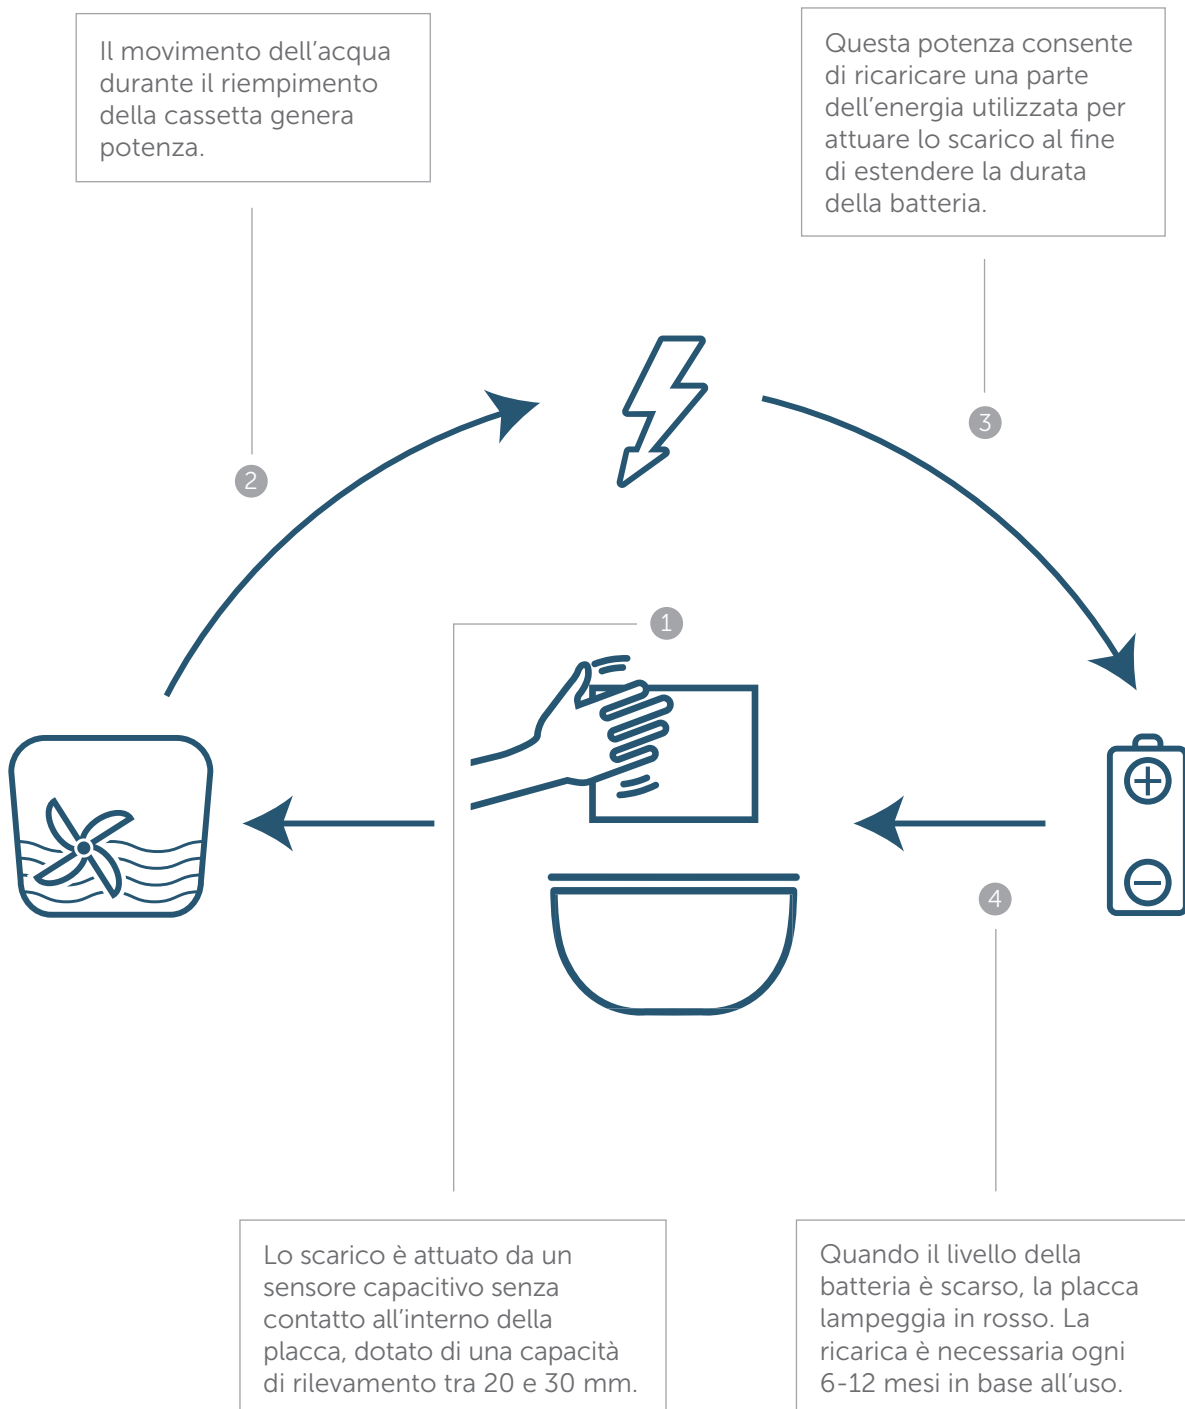 Il movimento dell’acqua
durante il riempimento
della cassetta genera
potenza.
Questa potenza consente
di ricaricare una parte
dell’energia utilizzata per
attuare lo scarico al fine
di estendere la durata
della batteria.
3
2
1
4
Lo scarico è attuato da un
sensore capacitivo senza
contatto all’interno della
placca, dotato di una capacità
di rilevamento tra 20 e 30 mm.
Quando il livello della
batteria è scarso, la placca
lampeggia in rosso. La
ricarica è necessaria ogni
6-12 mesi in base all’uso.